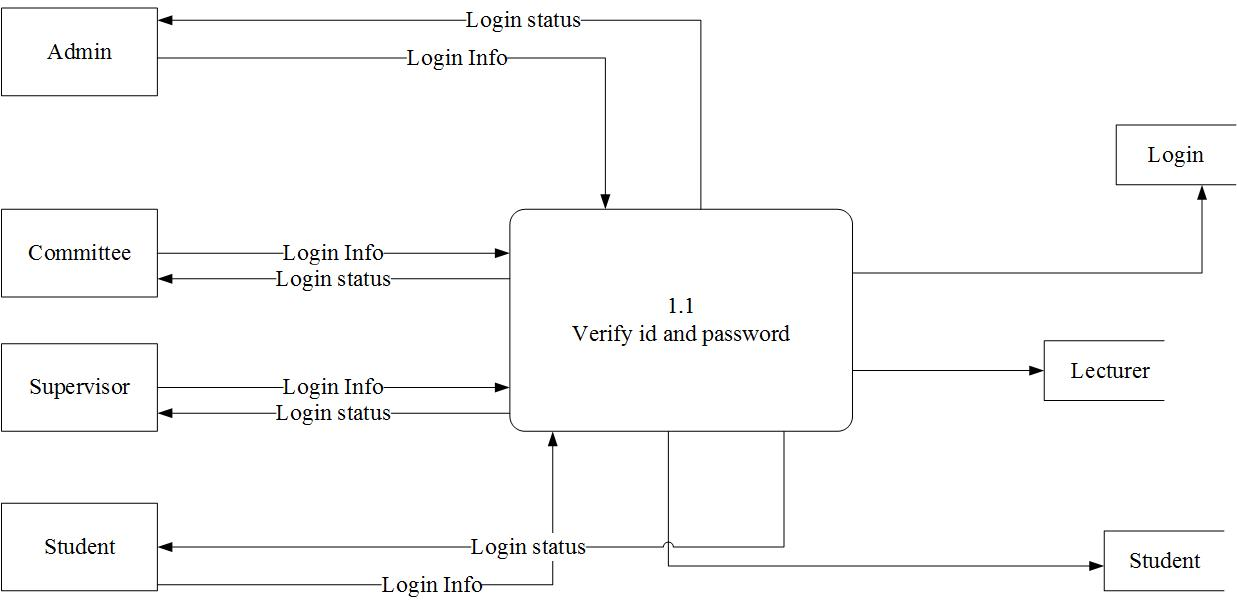 Login status
Admin
Login Info
Login
Committee
Login Info
Login status
1.1
Verify id and password
Supervisor
Login Info
Login status
Lecturer
Student
Login status
Login Info
Student